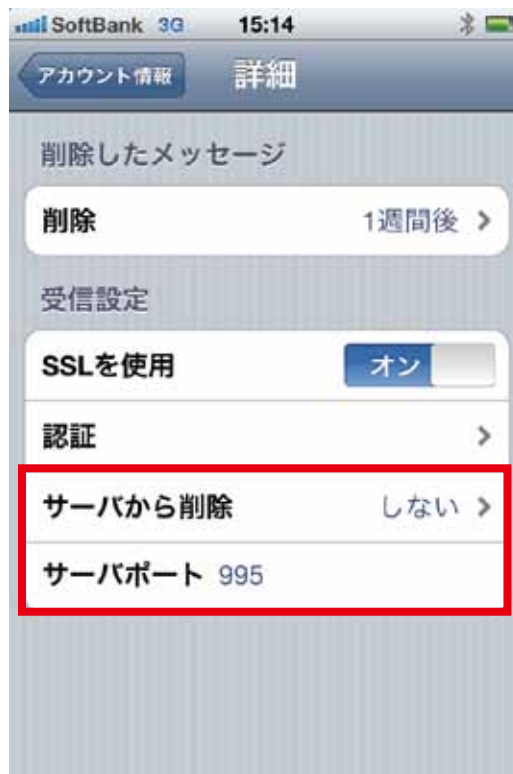 SoftBank 3G 15:14
アカウント情報 詳細
削除したメッセージ
削除 1週間後
受信設定
SSLを使用 オン
認証
サーバから削除 しない
サーバポート 995